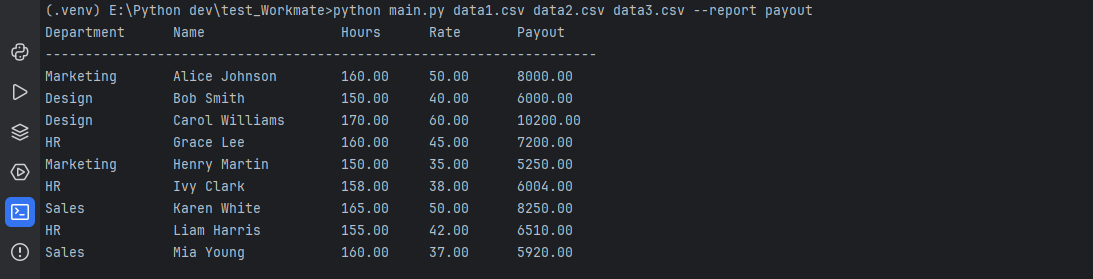 (.venv) E:\Python dev\test_Workmate>python main.py data1.csv data2.csv data3.csv --report payout
Department      Name                 Hours      Rate       Payout
---------------------------------------------------------------------
Marketing       Alice Johnson        160.00     50.00      8000.00
Design          Bob Smith            150.00     40.00      6000.00
Design          Carol Williams       170.00     60.00      10200.00
HR              Grace Lee            160.00     45.00      7200.00
Marketing       Henry Martin         150.00     35.00      5250.00
HR              Ivy Clark            158.00     38.00      6004.00
Sales           Karen White          165.00     50.00      8250.00
HR              Liam Harris          155.00     42.00      6510.00
Sales           Mia Young            160.00     37.00      5920.00